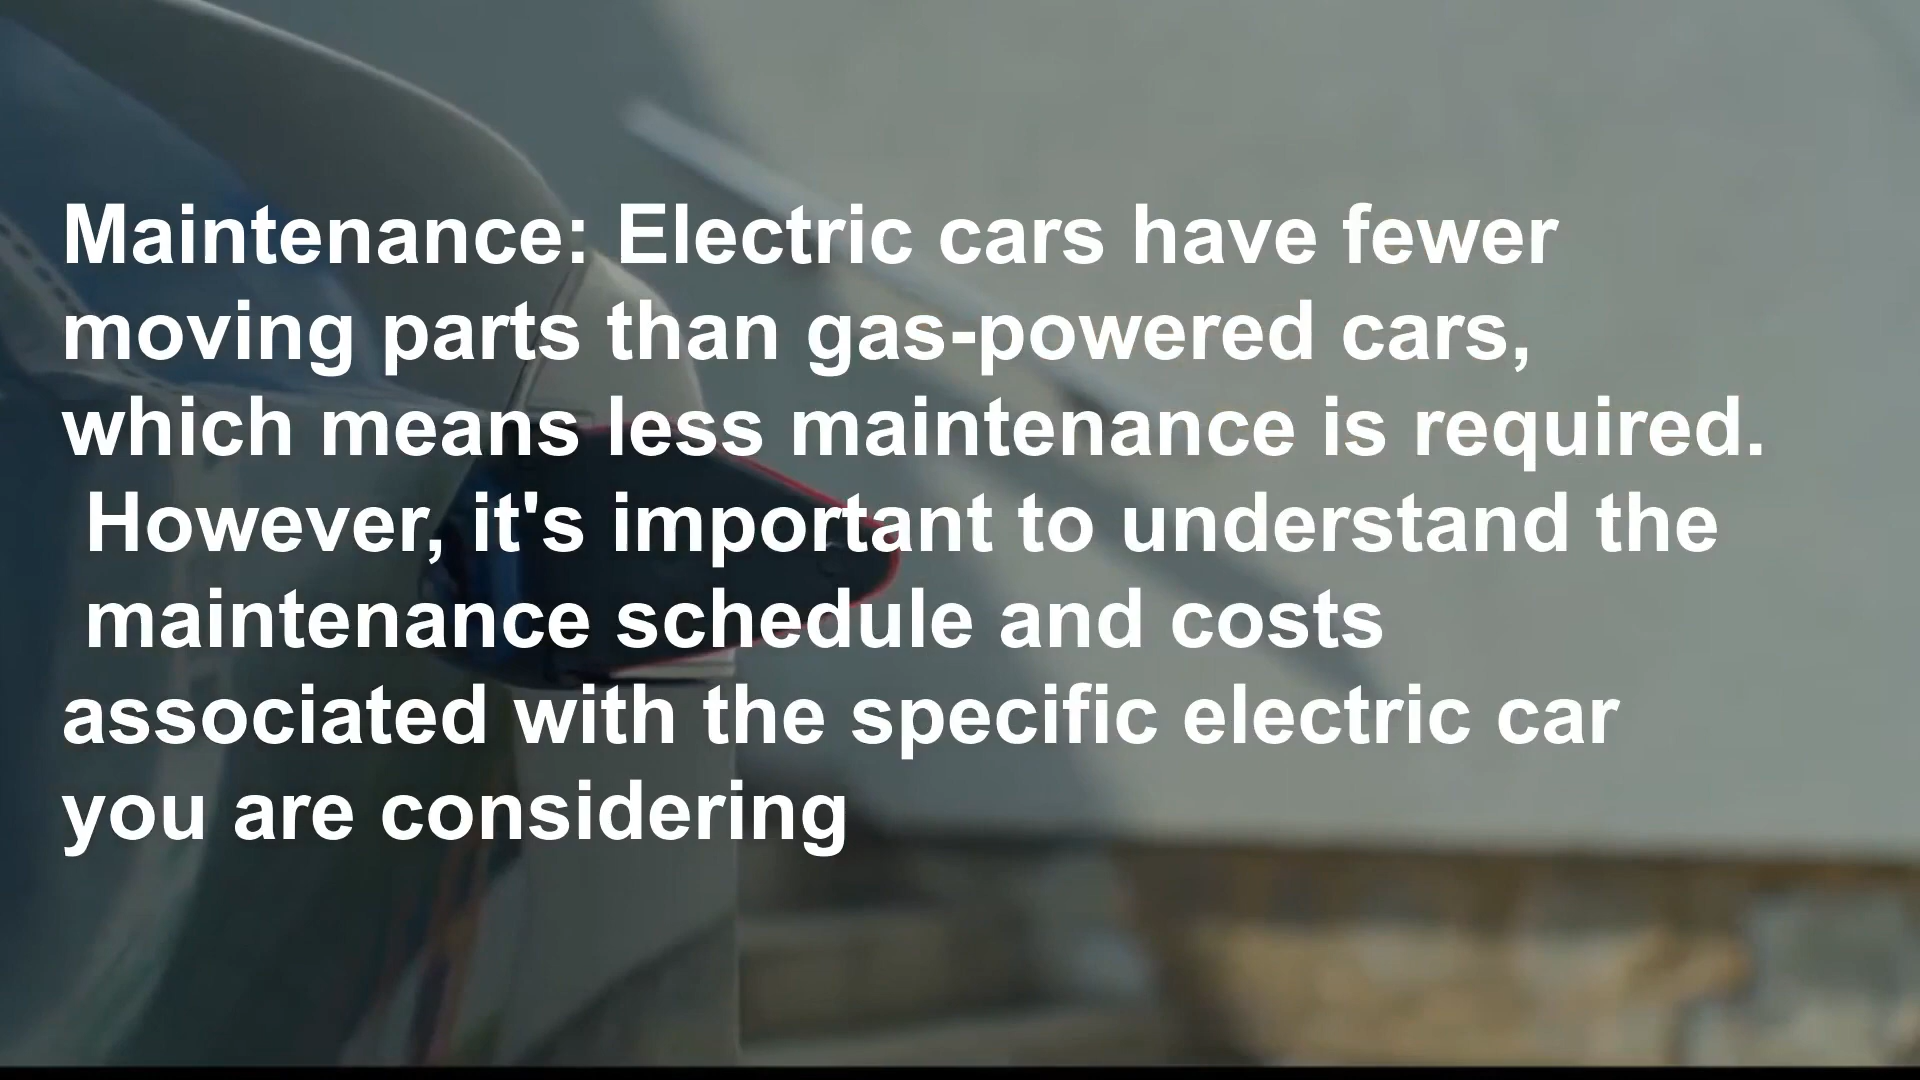 Maintenance: Electric cars have fewer
moving parts than gas-powered cars,
which means less maintenance is required.
However, it's important to understand the
maintenance schedule and costs
associated with the specific electric car
you are considering